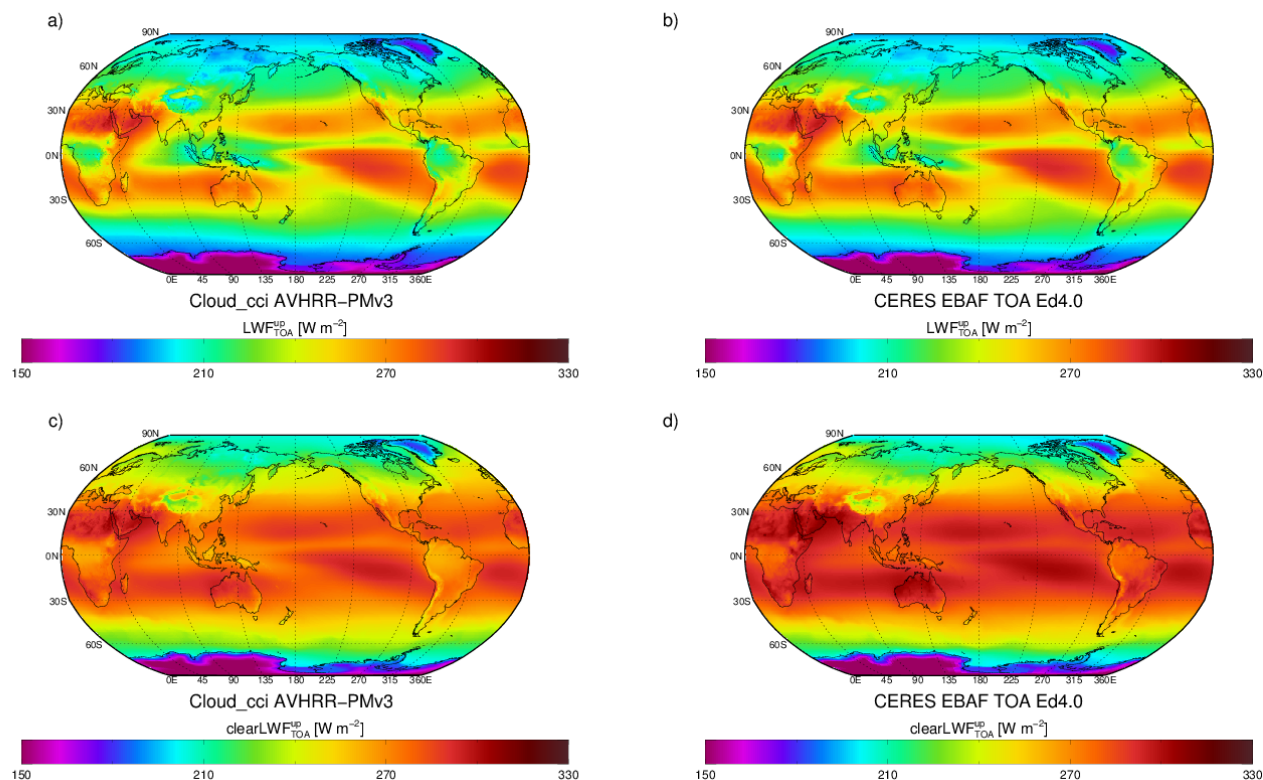 a)
90N
60N
30N
0N
30S
60S
0E 45 90 135 180 225 270 315 360E
Cloud_cci AVHRR−PMv3
LWF^up_TOA [W m^−2]
150 210 270 330
b)
90N
60N
30N
0N
30S
60S
0E 45 90 135 180 225 270 315 360E
CERES EBAF TOA Ed4.0
LWF^up_TOA [W m^−2]
150 210 270 330
c)
90N
60N
30N
0N
30S
60S
0E 45 90 135 180 225 270 315 360E
Cloud_cci AVHRR−PMv3
clearLWF^up_TOA [W m^−2]
150 210 270 330
d)
90N
60N
30N
0N
30S
60S
0E 45 90 135 180 225 270 315 360E
CERES EBAF TOA Ed4.0
clearLWF^up_TOA [W m^−2]
150 210 270 330